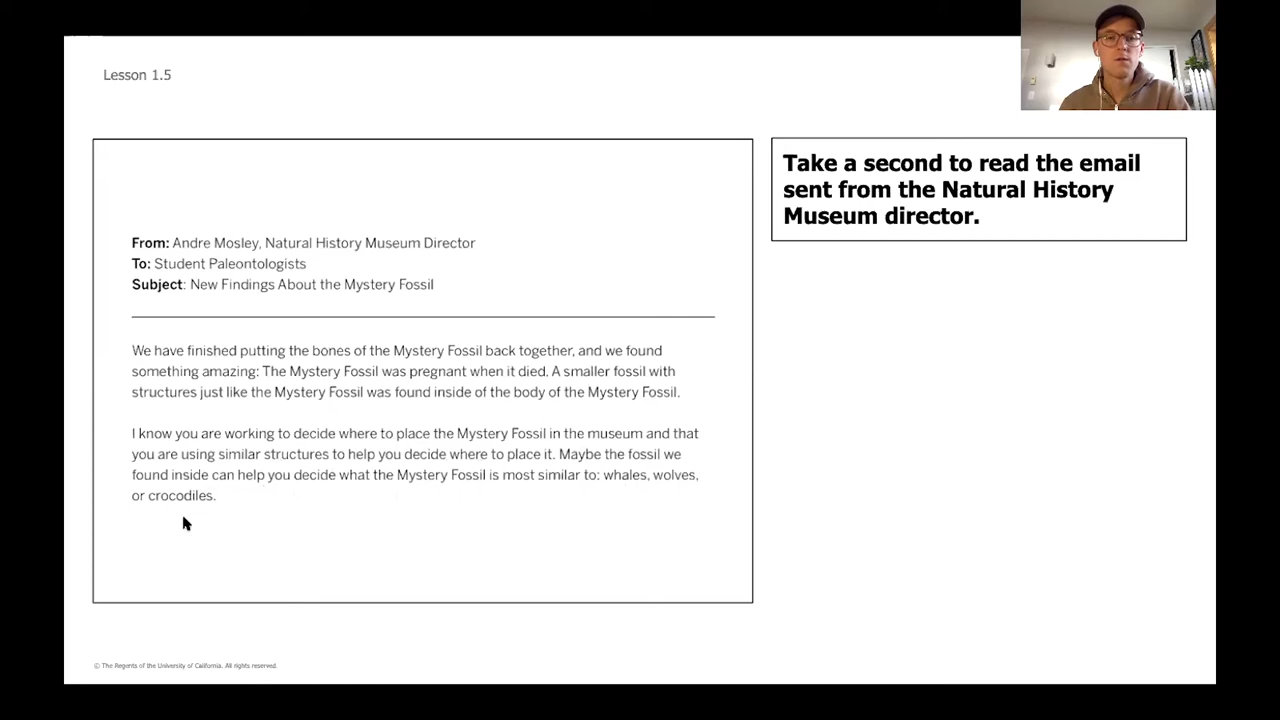 Lesson 1.5
Take a second to read the email
sent from the Natural History
Museum director.
From: Andre Mosley, Natural History Museum Director
To: Student Paleontologists
Subject: New Findings About the Mystery Fossil
We have finished putting the bones of the Mystery Fossil back together, and we found
something amazing: The Mystery Fossil was pregnant when it died. A smaller fossil with
structures just like the Mystery Fossil was found inside of the body of the Mystery Fossil.
I know you are working to decide where to place the Mystery Fossil in the museum and that
you are using similar structures to help you decide where to place it. Maybe the fossil we
found inside can help you decide what the Mystery Fossil is most similar to: whales, wolves,
or crocodiles.
© The Regents of the University of California. All rights reserved.